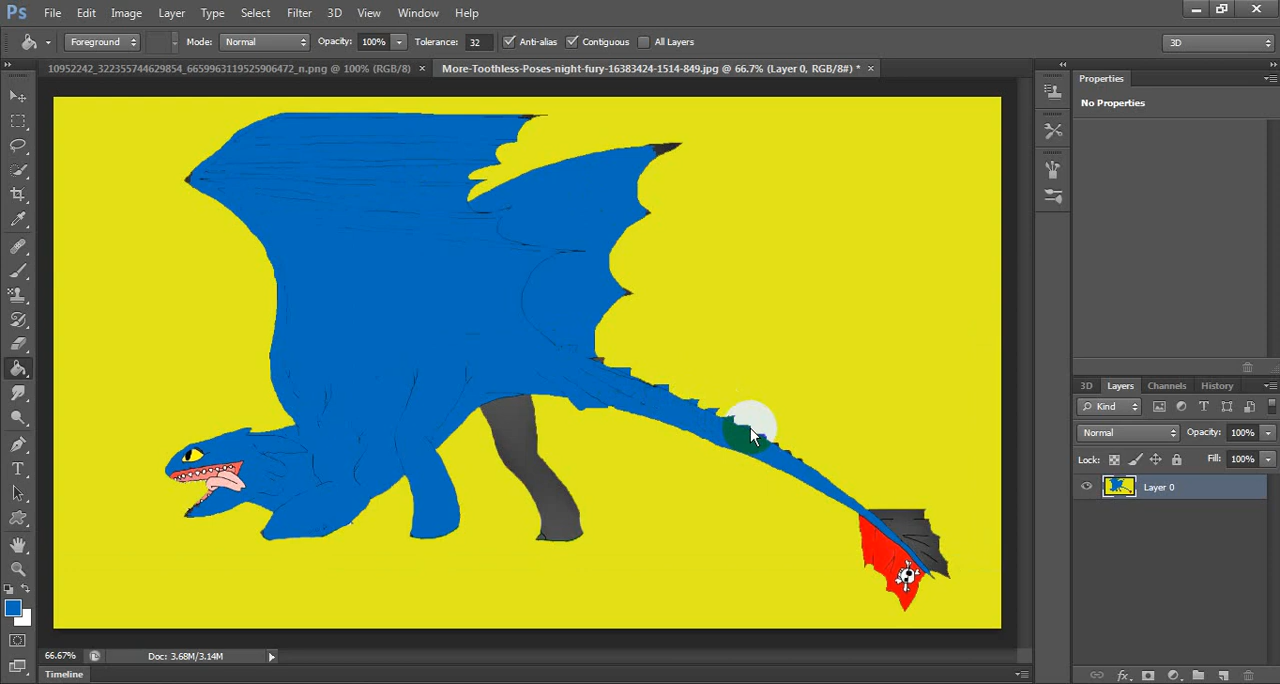 Ps File Edit Image Layer Type Select Filter 3D View Window Help
Foreground Mode: Normal Opacity: 100% Tolerance: 32 Anti-alias Contiguous All Layers 3D
10952242_322355744629854_6659963119525906472_n.png @ 100% (RGB/8) × More-Toothless-Poses-night-fury-16383424-1514-849.jpg @ 66.7% (Layer 0, RGB/8#) * ×
Properties
No Properties
3D Layers Channels History
Kind
Normal Opacity: 100%
Lock: Fill: 100%
Layer 0
66.67% Doc: 3.68M/3.14M
Timeline